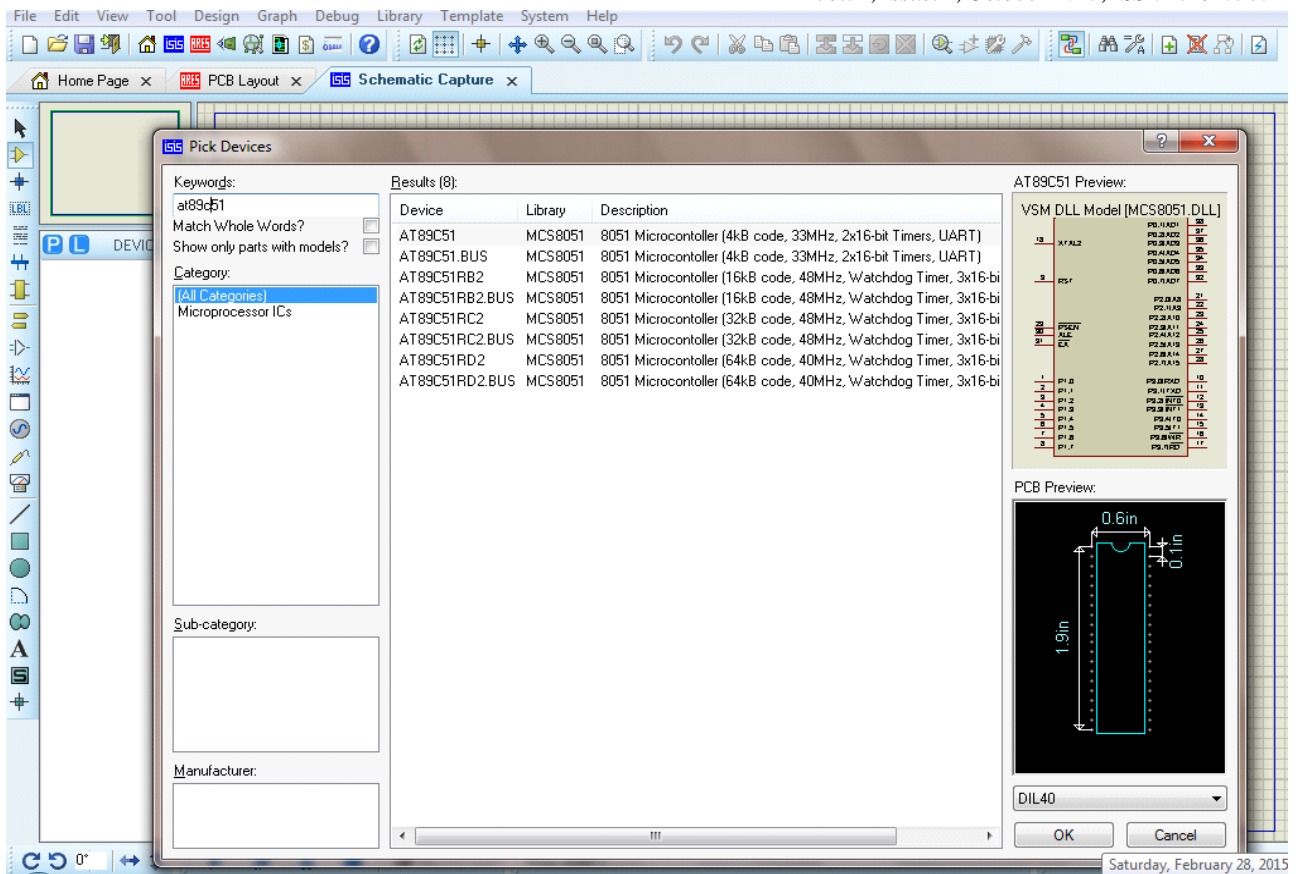 File Edit View Tool Design Graph Debug Library Template System Help
Home Page x PCB Layout x ISIS Schematic Capture x
ISIS Pick Devices
Keywords:
at89c51
Match Whole Words?
Show only parts with models?
Category:
(All Categories)
Microprocessor ICs
Sub-category:
Manufacturer:
P L DEVIC
LBL
A
S
0°
Results (8):
Device Library Description
AT89C51 MCS8051 8051 Microcontoller (4kB code, 33MHz, 2x16-bit Timers, UART)
AT89C51.BUS MCS8051 8051 Microcontoller (4kB code, 33MHz, 2x16-bit Timers, UART)
AT89C51RB2 MCS8051 8051 Microcontoller (16kB code, 48MHz, Watchdog Timer, 3x16-bi
AT89C51RB2.BUS MCS8051 8051 Microcontoller (16kB code, 48MHz, Watchdog Timer, 3x16-bi
AT89C51RC2 MCS8051 8051 Microcontoller (32kB code, 48MHz, Watchdog Timer, 3x16-bi
AT89C51RC2.BUS MCS8051 8051 Microcontoller (32kB code, 48MHz, Watchdog Timer, 3x16-bi
AT89C51RD2 MCS8051 8051 Microcontoller (64kB code, 40MHz, Watchdog Timer, 3x16-bi
AT89C51RD2.BUS MCS8051 8051 Microcontoller (64kB code, 40MHz, Watchdog Timer, 3x16-bi
AT89C51 Preview:
VSM DLL Model [MCS8051.DLL]
PCB Preview:
0.6in
0.1in
1.9in
DIL40
OK Cancel
Saturday, February 28, 2015